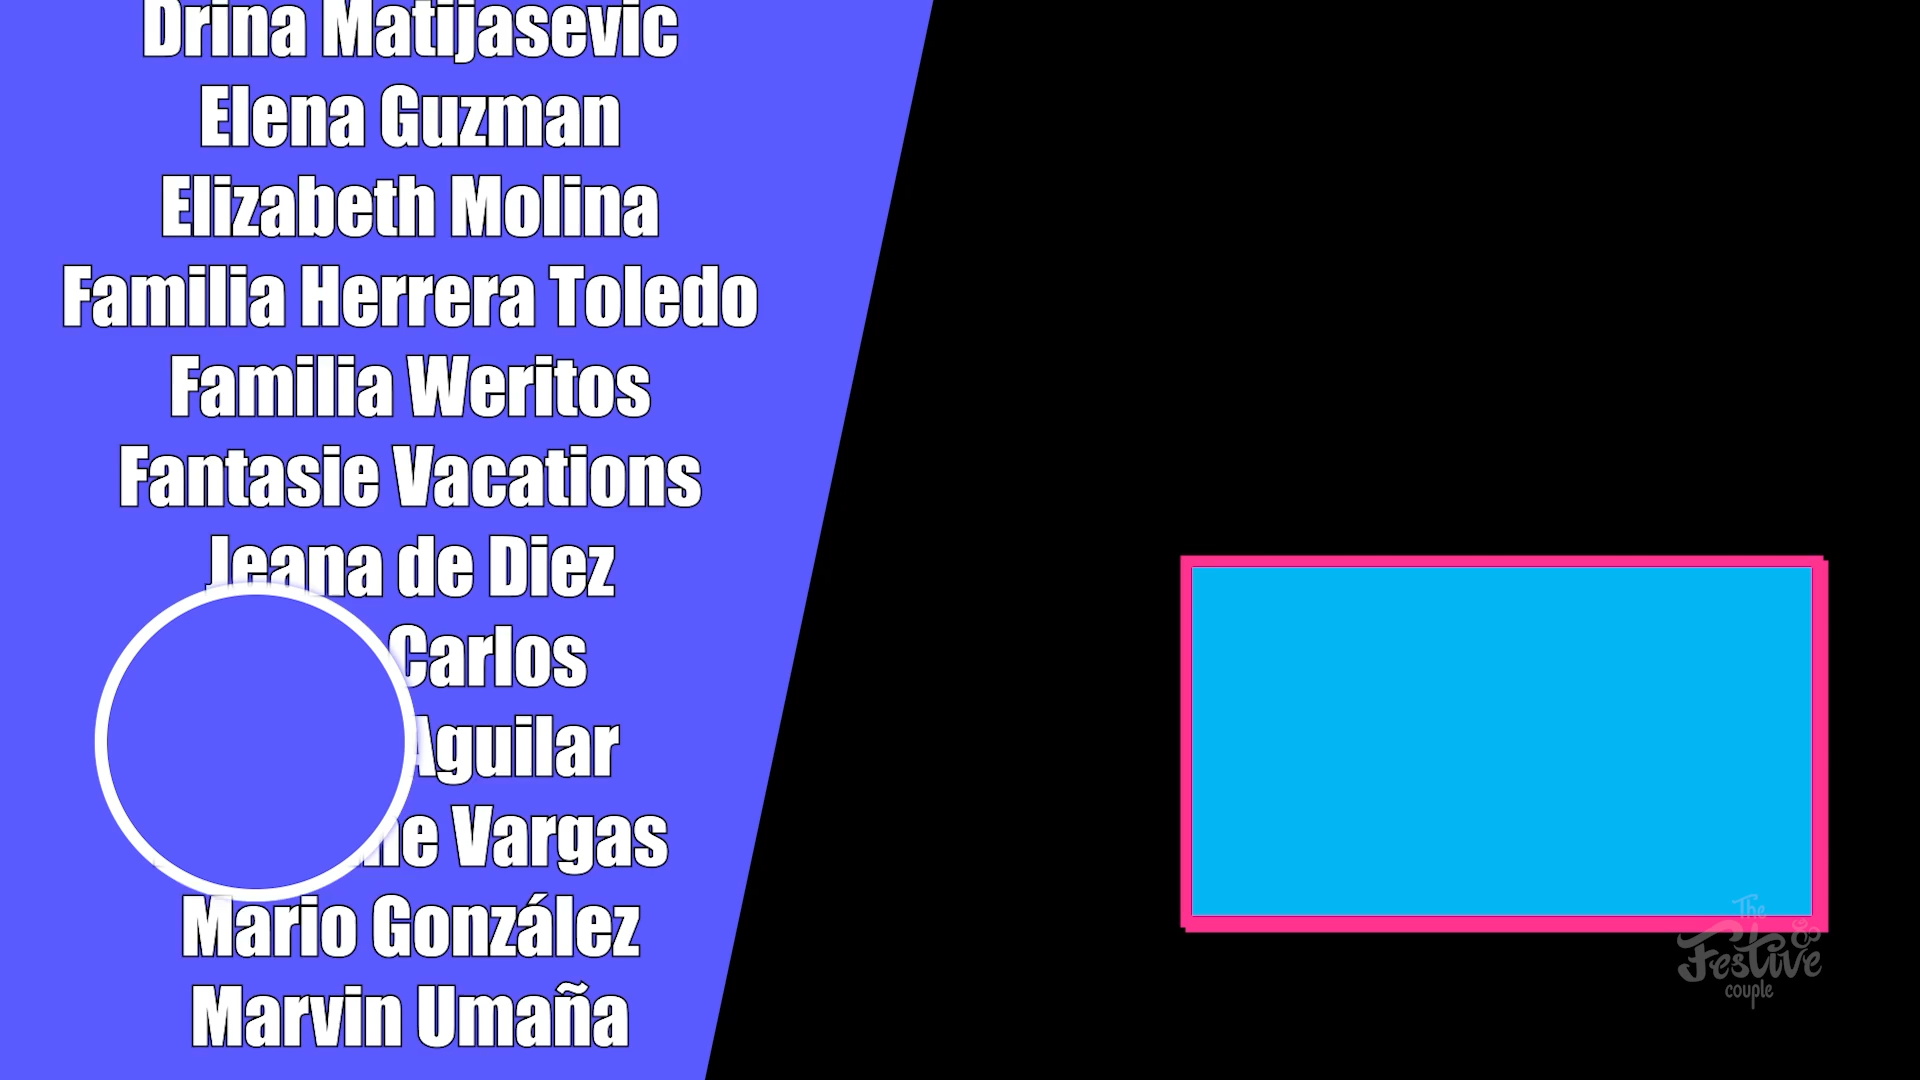 Drina Matijasevic
Elena Guzman
Elizabeth Molina
Familia Herrera Toledo
Familia Weritos
Fantasie Vacations
Jeana de Diez
Carlos
Aguilar
Vargas
Mario González
Marvin Umaña
The
Festive
couple